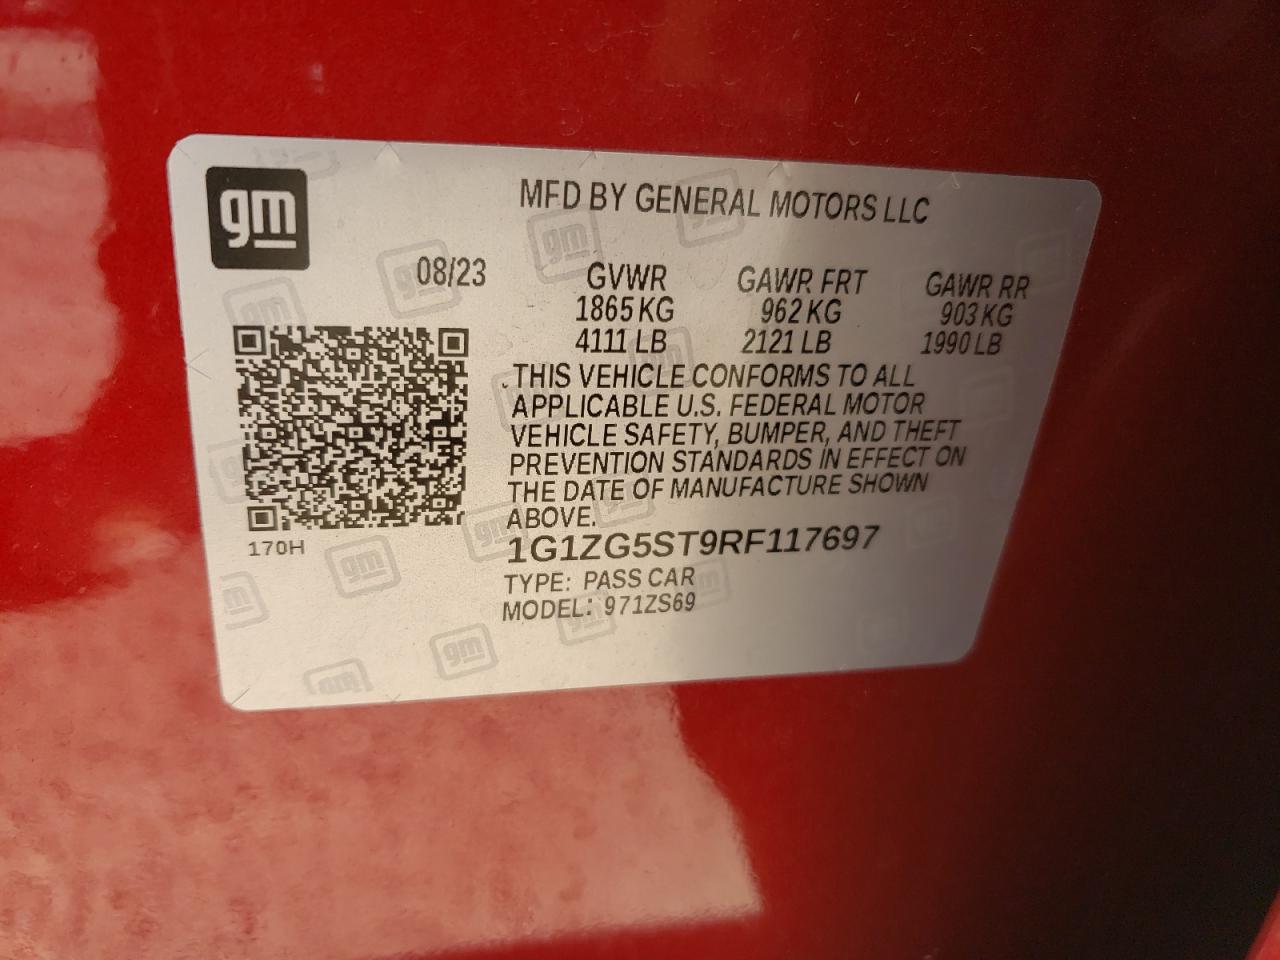 gm
MFD BY GENERAL MOTORS LLC
08/23
GVWR GAWR FRT GAWR RR
1865 KG 962 KG 903 KG
4111 LB 2121 LB 1990 LB
THIS VEHICLE CONFORMS TO ALL
APPLICABLE U.S. FEDERAL MOTOR
VEHICLE SAFETY, BUMPER, AND THEFT
PREVENTION STANDARDS IN EFFECT ON
THE DATE OF MANUFACTURE SHOWN
ABOVE.
170H
1G1ZG5ST9RF117697
TYPE: PASS CAR
MODEL: 971ZS69